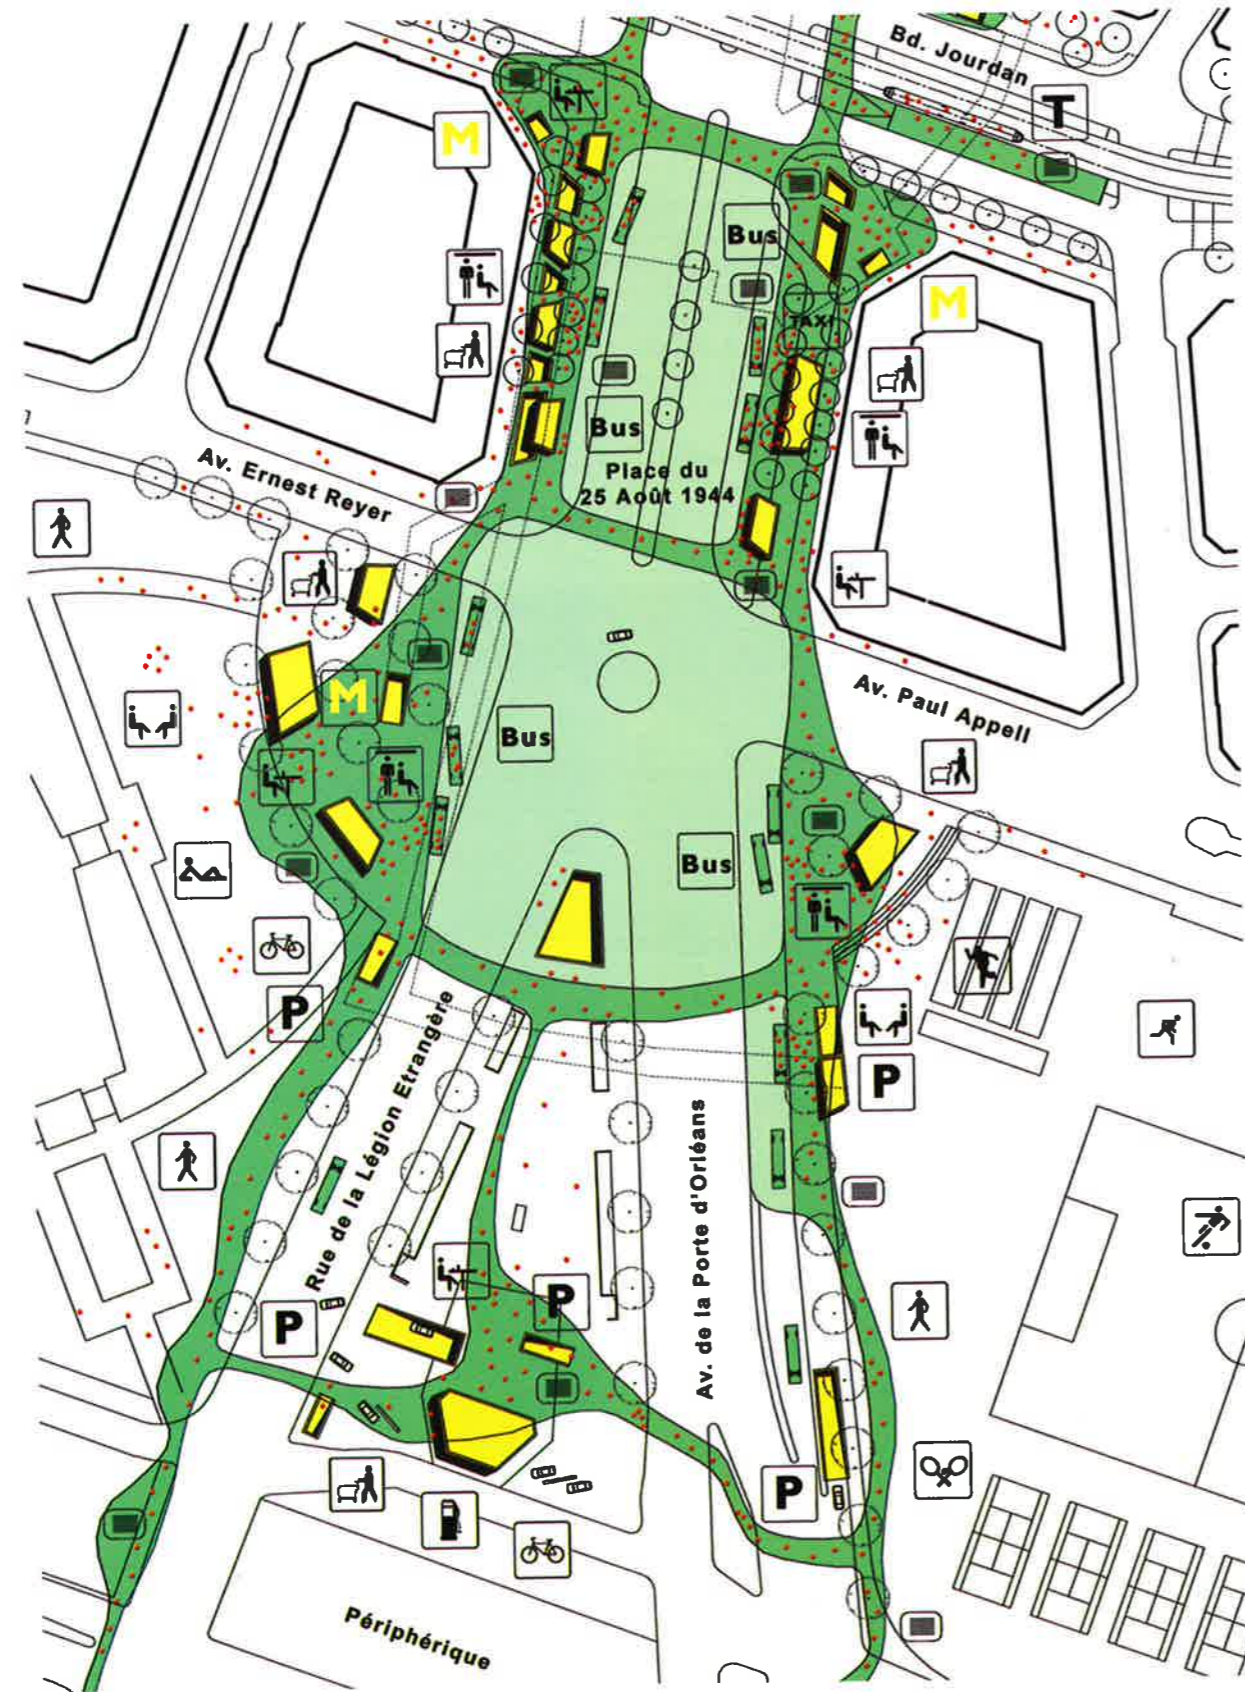 Bd. Jourdan
T
M
Bus
M
TAXI
Bus
Place du
25 Août 1944
Av. Ernest Reyer
M
Av. Paul Appell
Bus
Bus
P
Rue de la Légion Etrangère
P
Av. de la Porte d'Orléans
P
P
P
Périphérique